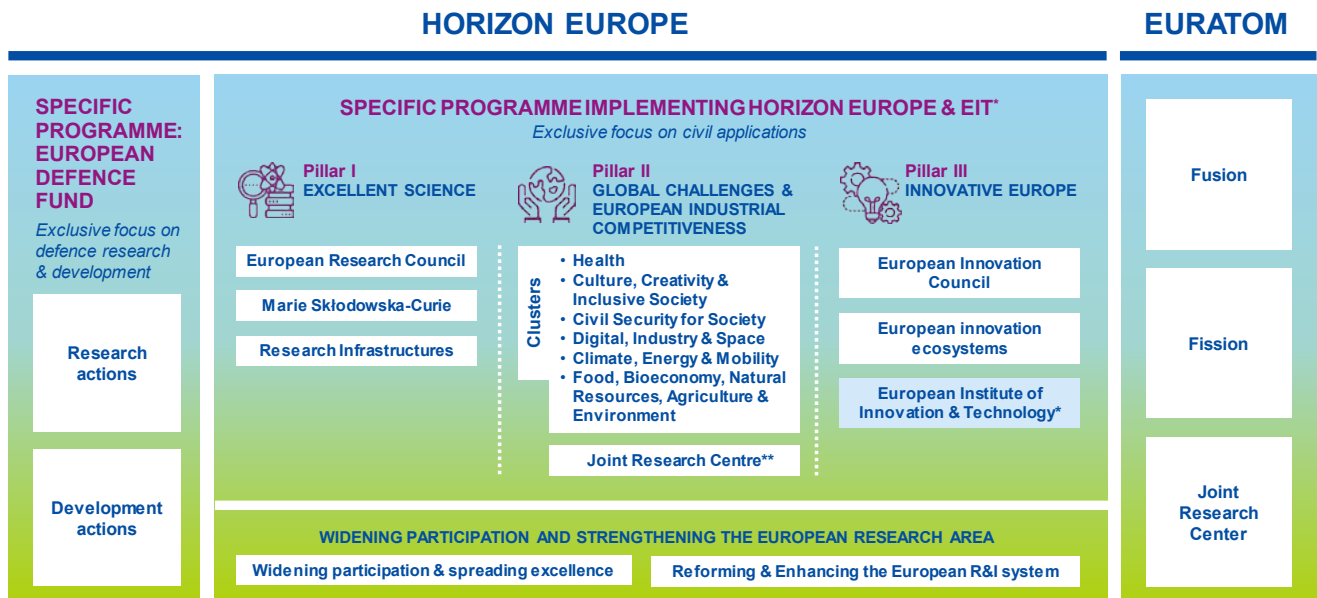 HORIZON EUROPE
EURATOM
SPECIFIC
PROGRAMME:
EUROPEAN
DEFENCE
FUND
Exclusive focus on
defence research
& development
Research
actions
Development
actions
SPECIFIC PROGRAMME IMPLEMENTING HORIZON EUROPE & EIT*
Exclusive focus on civil applications
Pillar I
EXCELLENT SCIENCE
European Research Council
Marie Skłodowska-Curie
Research Infrastructures
Pillar II
GLOBAL CHALLENGES &
EUROPEAN INDUSTRIAL
COMPETITIVENESS
Clusters
• Health
• Culture, Creativity &
Inclusive Society
• Civil Security for Society
• Digital, Industry & Space
• Climate, Energy & Mobility
• Food, Bioeconomy, Natural
Resources, Agriculture &
Environment
Joint Research Centre**
Pillar III
INNOVATIVE EUROPE
European Innovation
Council
European innovation
ecosystems
European Institute of
Innovation & Technology*
WIDENING PARTICIPATION AND STRENGTHENING THE EUROPEAN RESEARCH AREA
Widening participation & spreading excellence
Reforming & Enhancing the European R&I system
Fusion
Fission
Joint
Research
Center